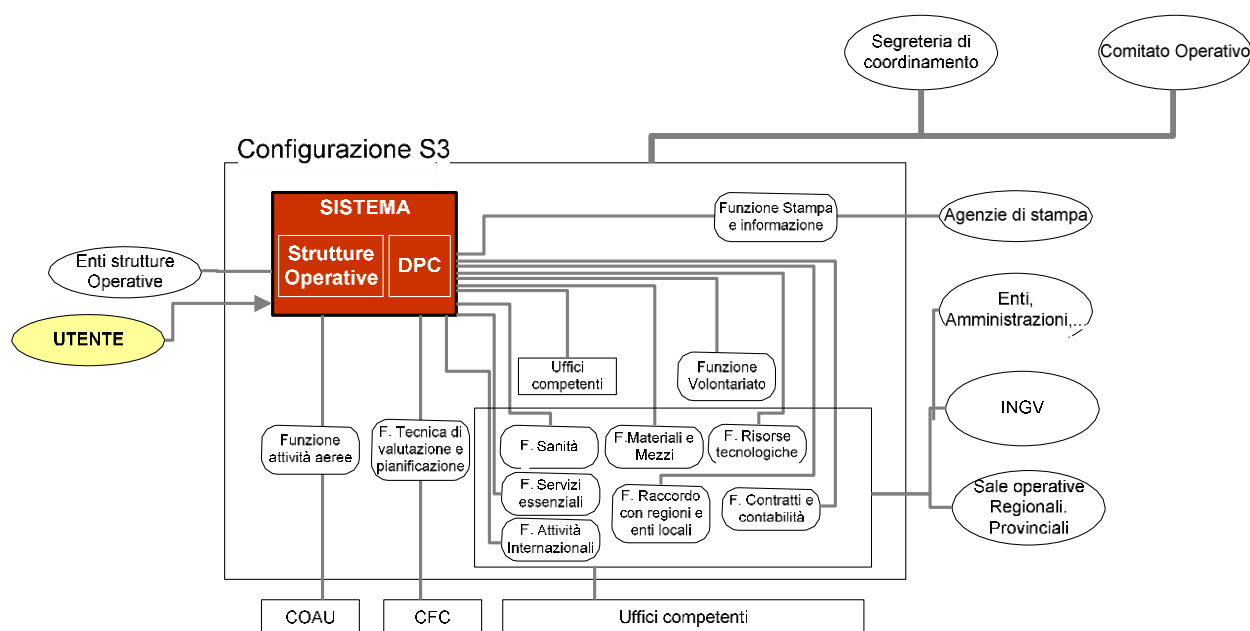 Segreteria di
coordinamento
Comitato Operativo
Configurazione S3
SISTEMA
Strutture
Operative
DPC
Funzione Stampa
e informazione
Agenzie di stampa
Enti strutture
Operative
UTENTE
Enti,
Amministrazioni,...
Uffici
competenti
Funzione
Volontariato
INGV
Funzione
attività aeree
F. Tecnica di
valutazione e
pianificazione
F. Sanità
F.Materiali e
Mezzi
F. Risorse
tecnologiche
F. Servizi
essenziali
F. Raccordo
con regioni e
enti locali
F. Contratti e
contabilità
F. Attività
Internazionali
Sale operative
Regionali.
Provinciali
COAU
CFC
Uffici competenti